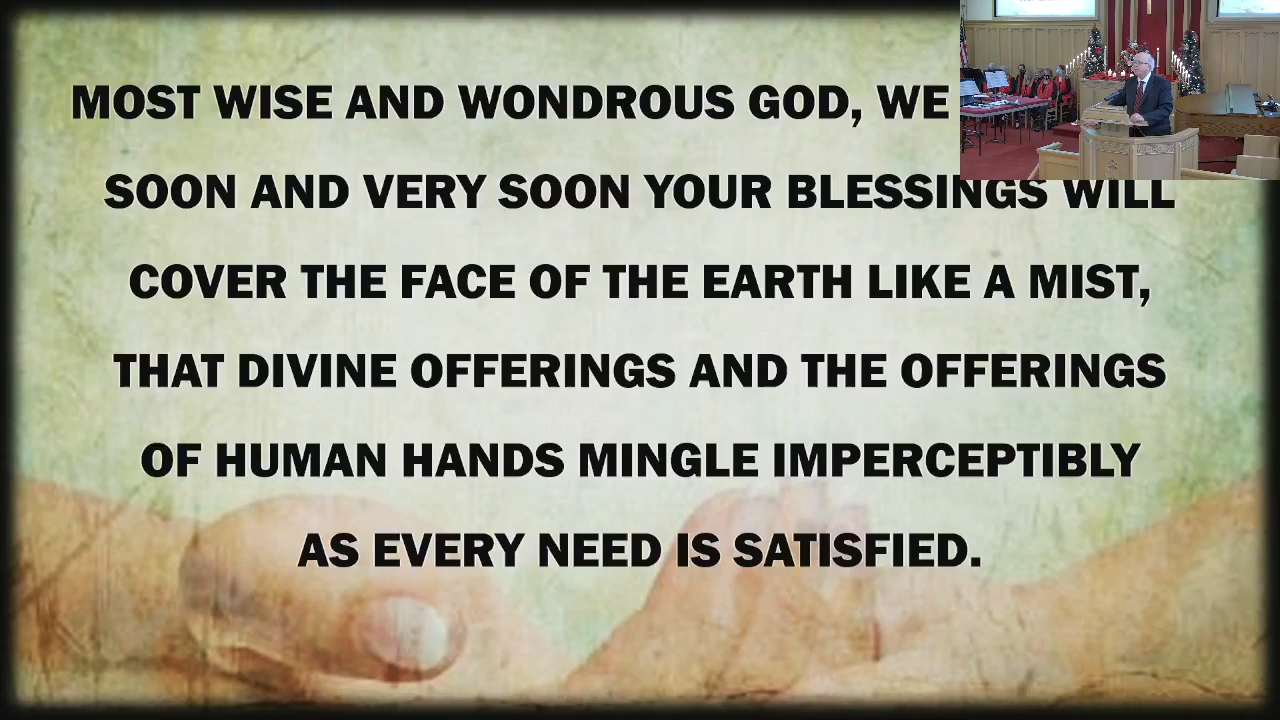 MOST WISE AND WONDROUS GOD, WE
SOON AND VERY SOON YOUR BLESSINGS WILL
COVER THE FACE OF THE EARTH LIKE A MIST,
THAT DIVINE OFFERINGS AND THE OFFERINGS
OF HUMAN HANDS MINGLE IMPERCEPTIBLY
AS EVERY NEED IS SATISFIED.